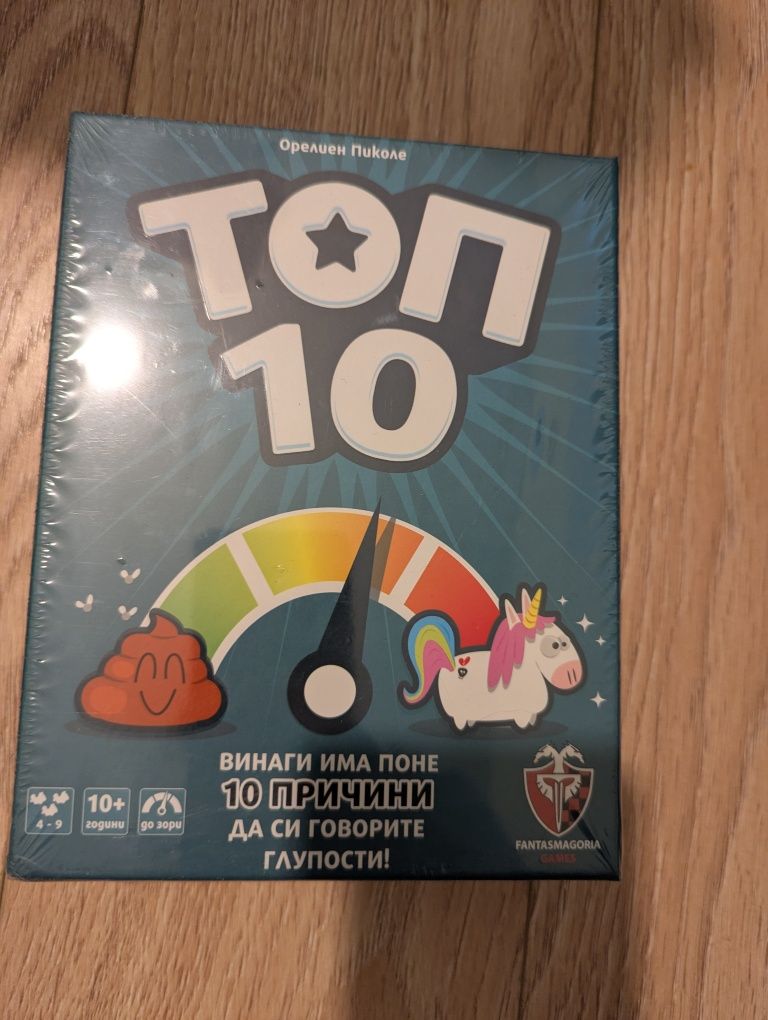 Орелиен Пиколе
ТОП
10
ВИНАГИ ИМА ПОНЕ
10 ПРИЧИНИ
ДА СИ ГОВОРИТЕ
ГЛУПОСТИ!
4 - 9
10+
години
до зори
FANTASMAGORIA
GAMES